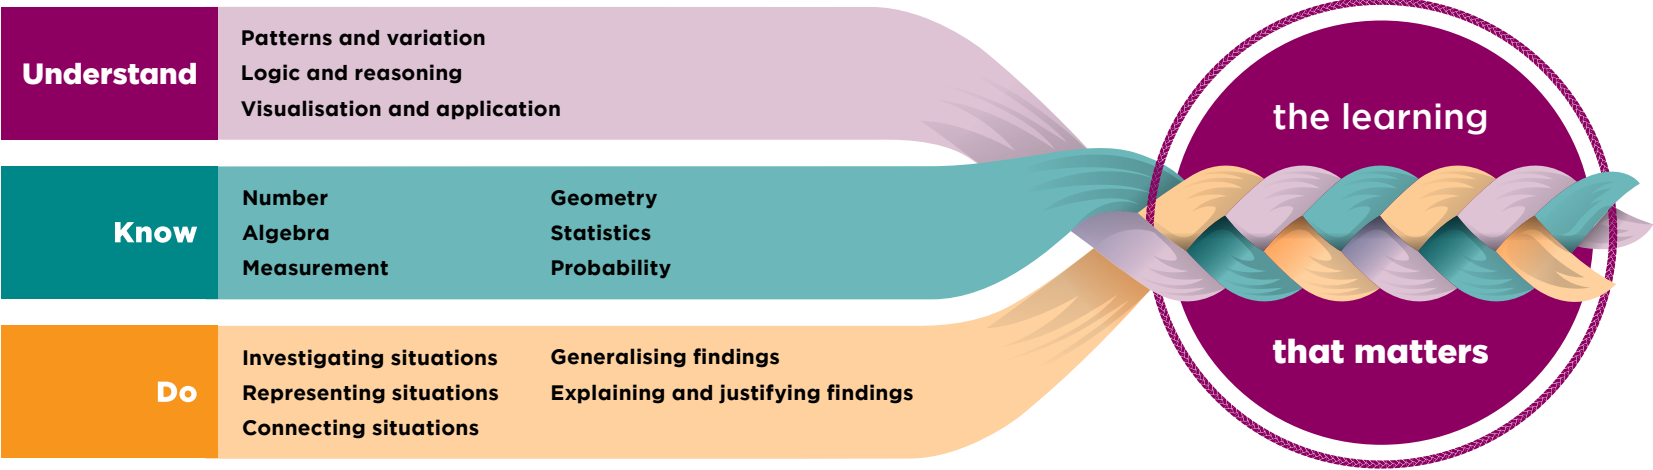 Understand
Patterns and variation
Logic and reasoning
Visualisation and application
Know
Number
Algebra
Measurement
Geometry
Statistics
Probability
Do
Investigating situations
Representing situations
Connecting situations
Generalising findings
Explaining and justifying findings
the learning
that matters